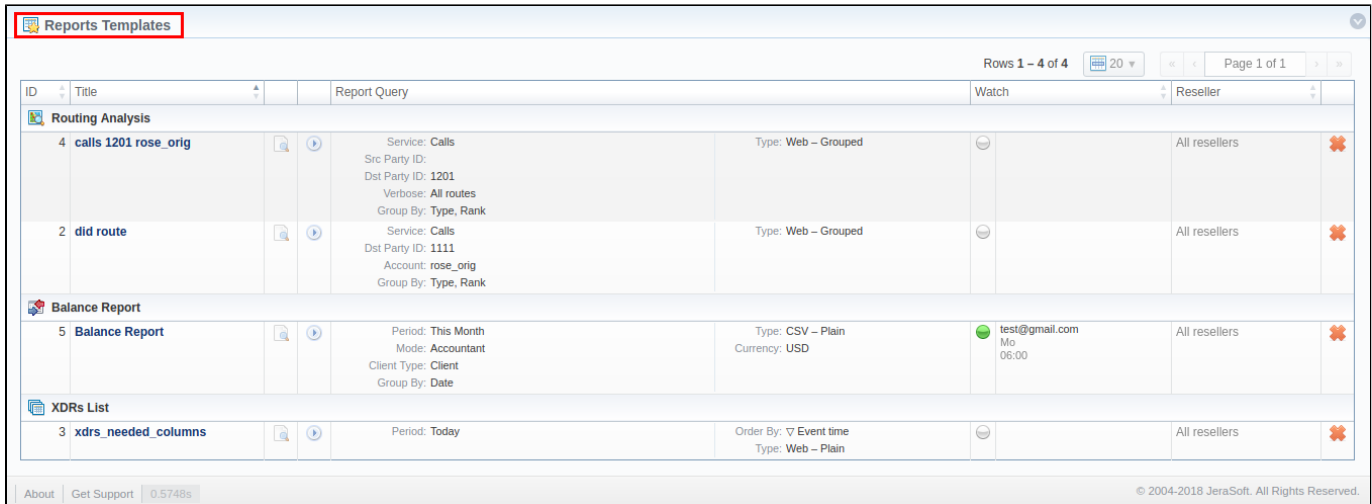 Reports Templates
Rows 1 – 4 of 4 20 « ‹ Page 1 of 1 › »
ID Title Report Query Watch Reseller
Routing Analysis
4 calls 1201 rose_orig Service: Calls Type: Web – Grouped All resellers
Src Party ID:
Dst Party ID: 1201
Verbose: All routes
Group By: Type, Rank
2 did route Service: Calls Type: Web – Grouped All resellers
Dst Party ID: 1111
Account: rose_orig
Group By: Type, Rank
Balance Report
5 Balance Report Period: This Month Type: CSV – Plain test@gmail.com All resellers
Mode: Accountant Currency: USD Mo
Client Type: Client 06:00
Group By: Date
XDRs List
3 xdrs_needed_columns Period: Today Order By: ▽ Event time All resellers
Type: Web – Plain
About Get Support 0.5748s © 2004-2018 JeraSoft. All Rights Reserved.